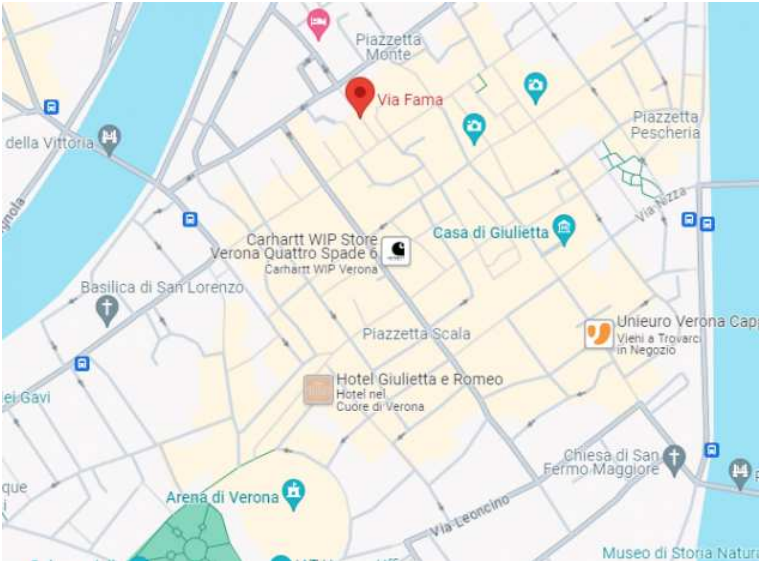 Piazzetta
Monte
Via Fama
della Vittoria
Piazzetta
Pescheria
Via Nizza
Carhartt WIP Store
Verona Quattro Spade 6
Carhartt WIP Verona
Casa di Giulietta
Basilica di San Lorenzo
Piazzetta Scala
Unieuro Verona Capp
Vieni a Trovarci
in Negozio
Hotel Giulietta e Romeo
Hotel nel
Cuore di Verona
ei Gavi
Chiesa di San
Fermo Maggiore
que
Arena di Verona
Via Leoncino
Museo di Storia Natura